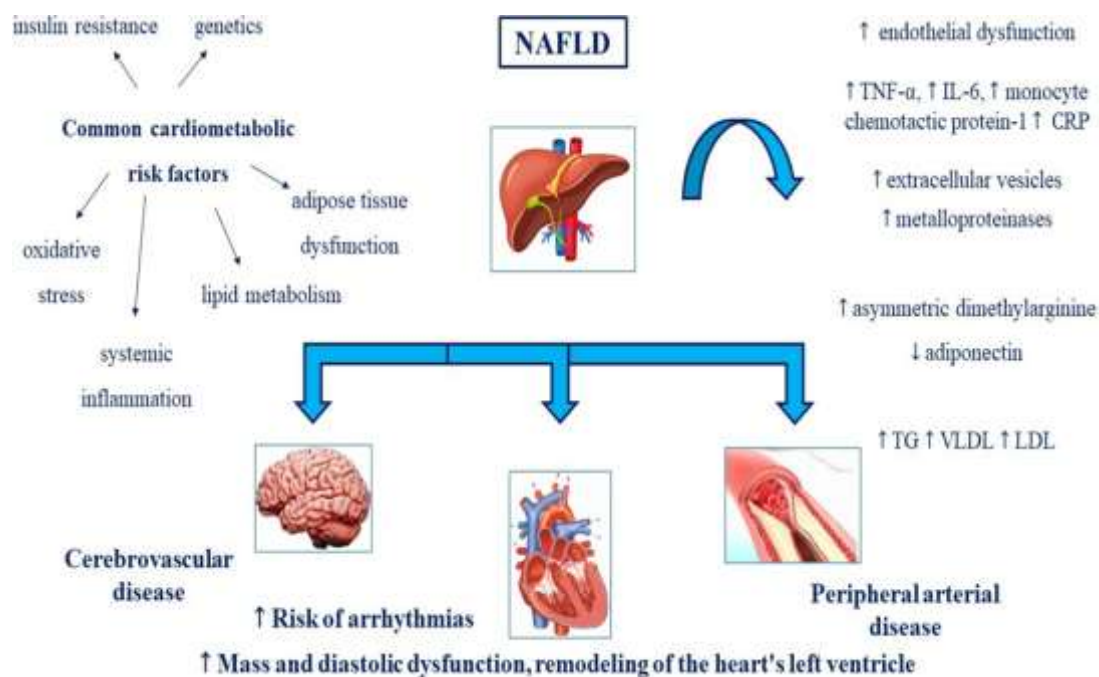 insulin resistance
genetics
Common cardiometabolic
risk factors
adipose tissue
dysfunction
oxidative
stress
lipid metabolism
systemic
inflammation
NAFLD
↑ endothelial dysfunction
↑ TNF-α, ↑ IL-6, ↑ monocyte
chemotactic protein-1 ↑ CRP
↑ extracellular vesicles
↑ metalloproteinases
↑ asymmetric dimethylarginine
↓ adiponectin
↑ TG ↑ VLDL ↑ LDL
Cerebrovascular
disease
↑ Risk of arrhythmias
Peripheral arterial
disease
↑ Mass and diastolic dysfunction, remodeling of the heart's left ventricle